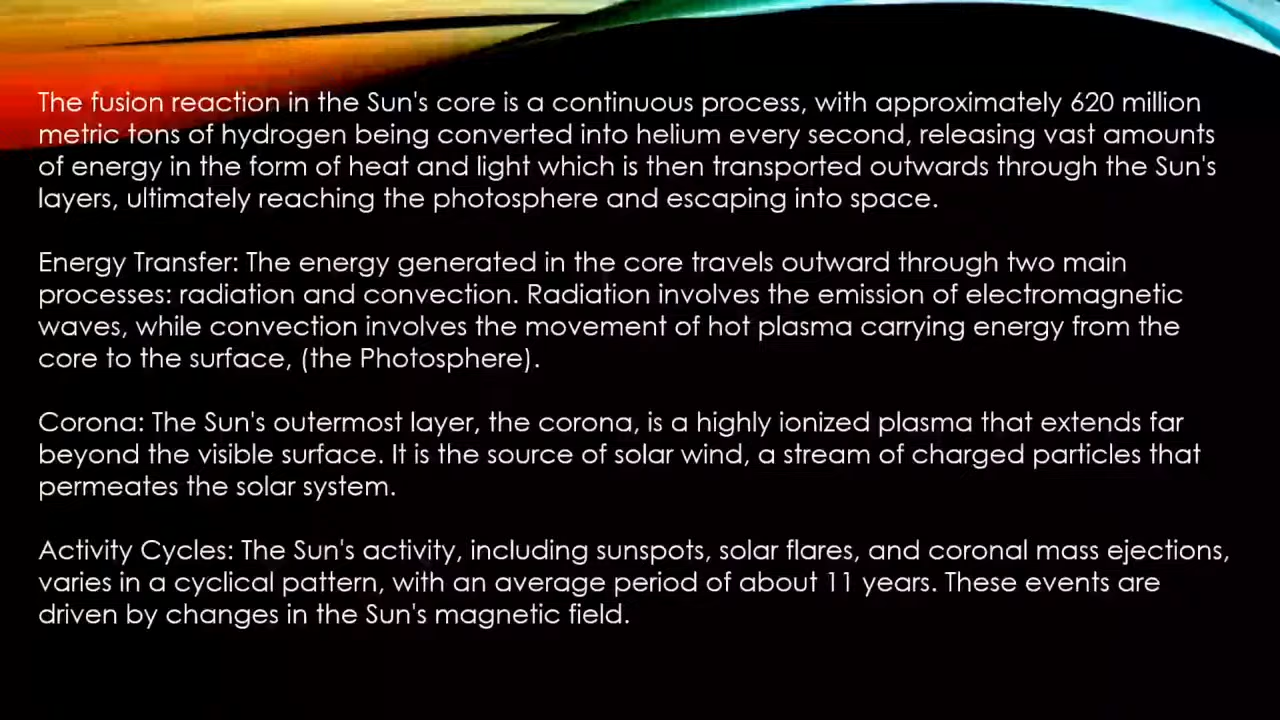 The fusion reaction in the Sun's core is a continuous process, with approximately 620 million
metric tons of hydrogen being converted into helium every second, releasing vast amounts
of energy in the form of heat and light which is then transported outwards through the Sun's
layers, ultimately reaching the photosphere and escaping into space.
Energy Transfer: The energy generated in the core travels outward through two main
processes: radiation and convection. Radiation involves the emission of electromagnetic
waves, while convection involves the movement of hot plasma carrying energy from the
core to the surface, (the Photosphere).
Corona: The Sun's outermost layer, the corona, is a highly ionized plasma that extends far
beyond the visible surface. It is the source of solar wind, a stream of charged particles that
permeates the solar system.
Activity Cycles: The Sun's activity, including sunspots, solar flares, and coronal mass ejections,
varies in a cyclical pattern, with an average period of about 11 years. These events are
driven by changes in the Sun's magnetic field.